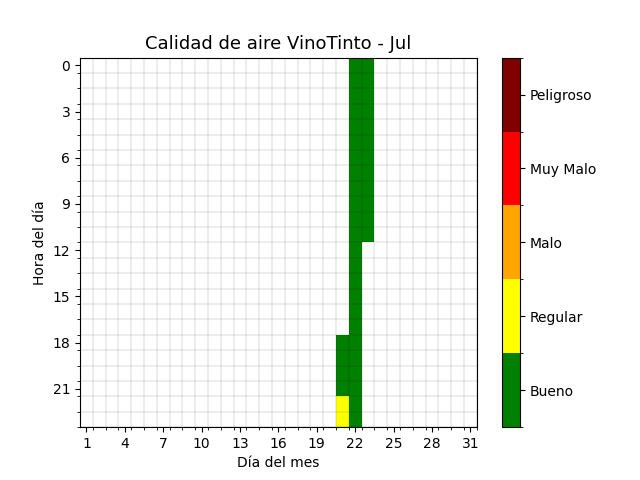 Calidad de aire VinoTinto - Jul
Hora del día
0
3
6
9
12
15
18
21
1 4 7 10 13 16 19 22 25 28 31
Día del mes
Peligroso
Muy Malo
Malo
Regular
Bueno